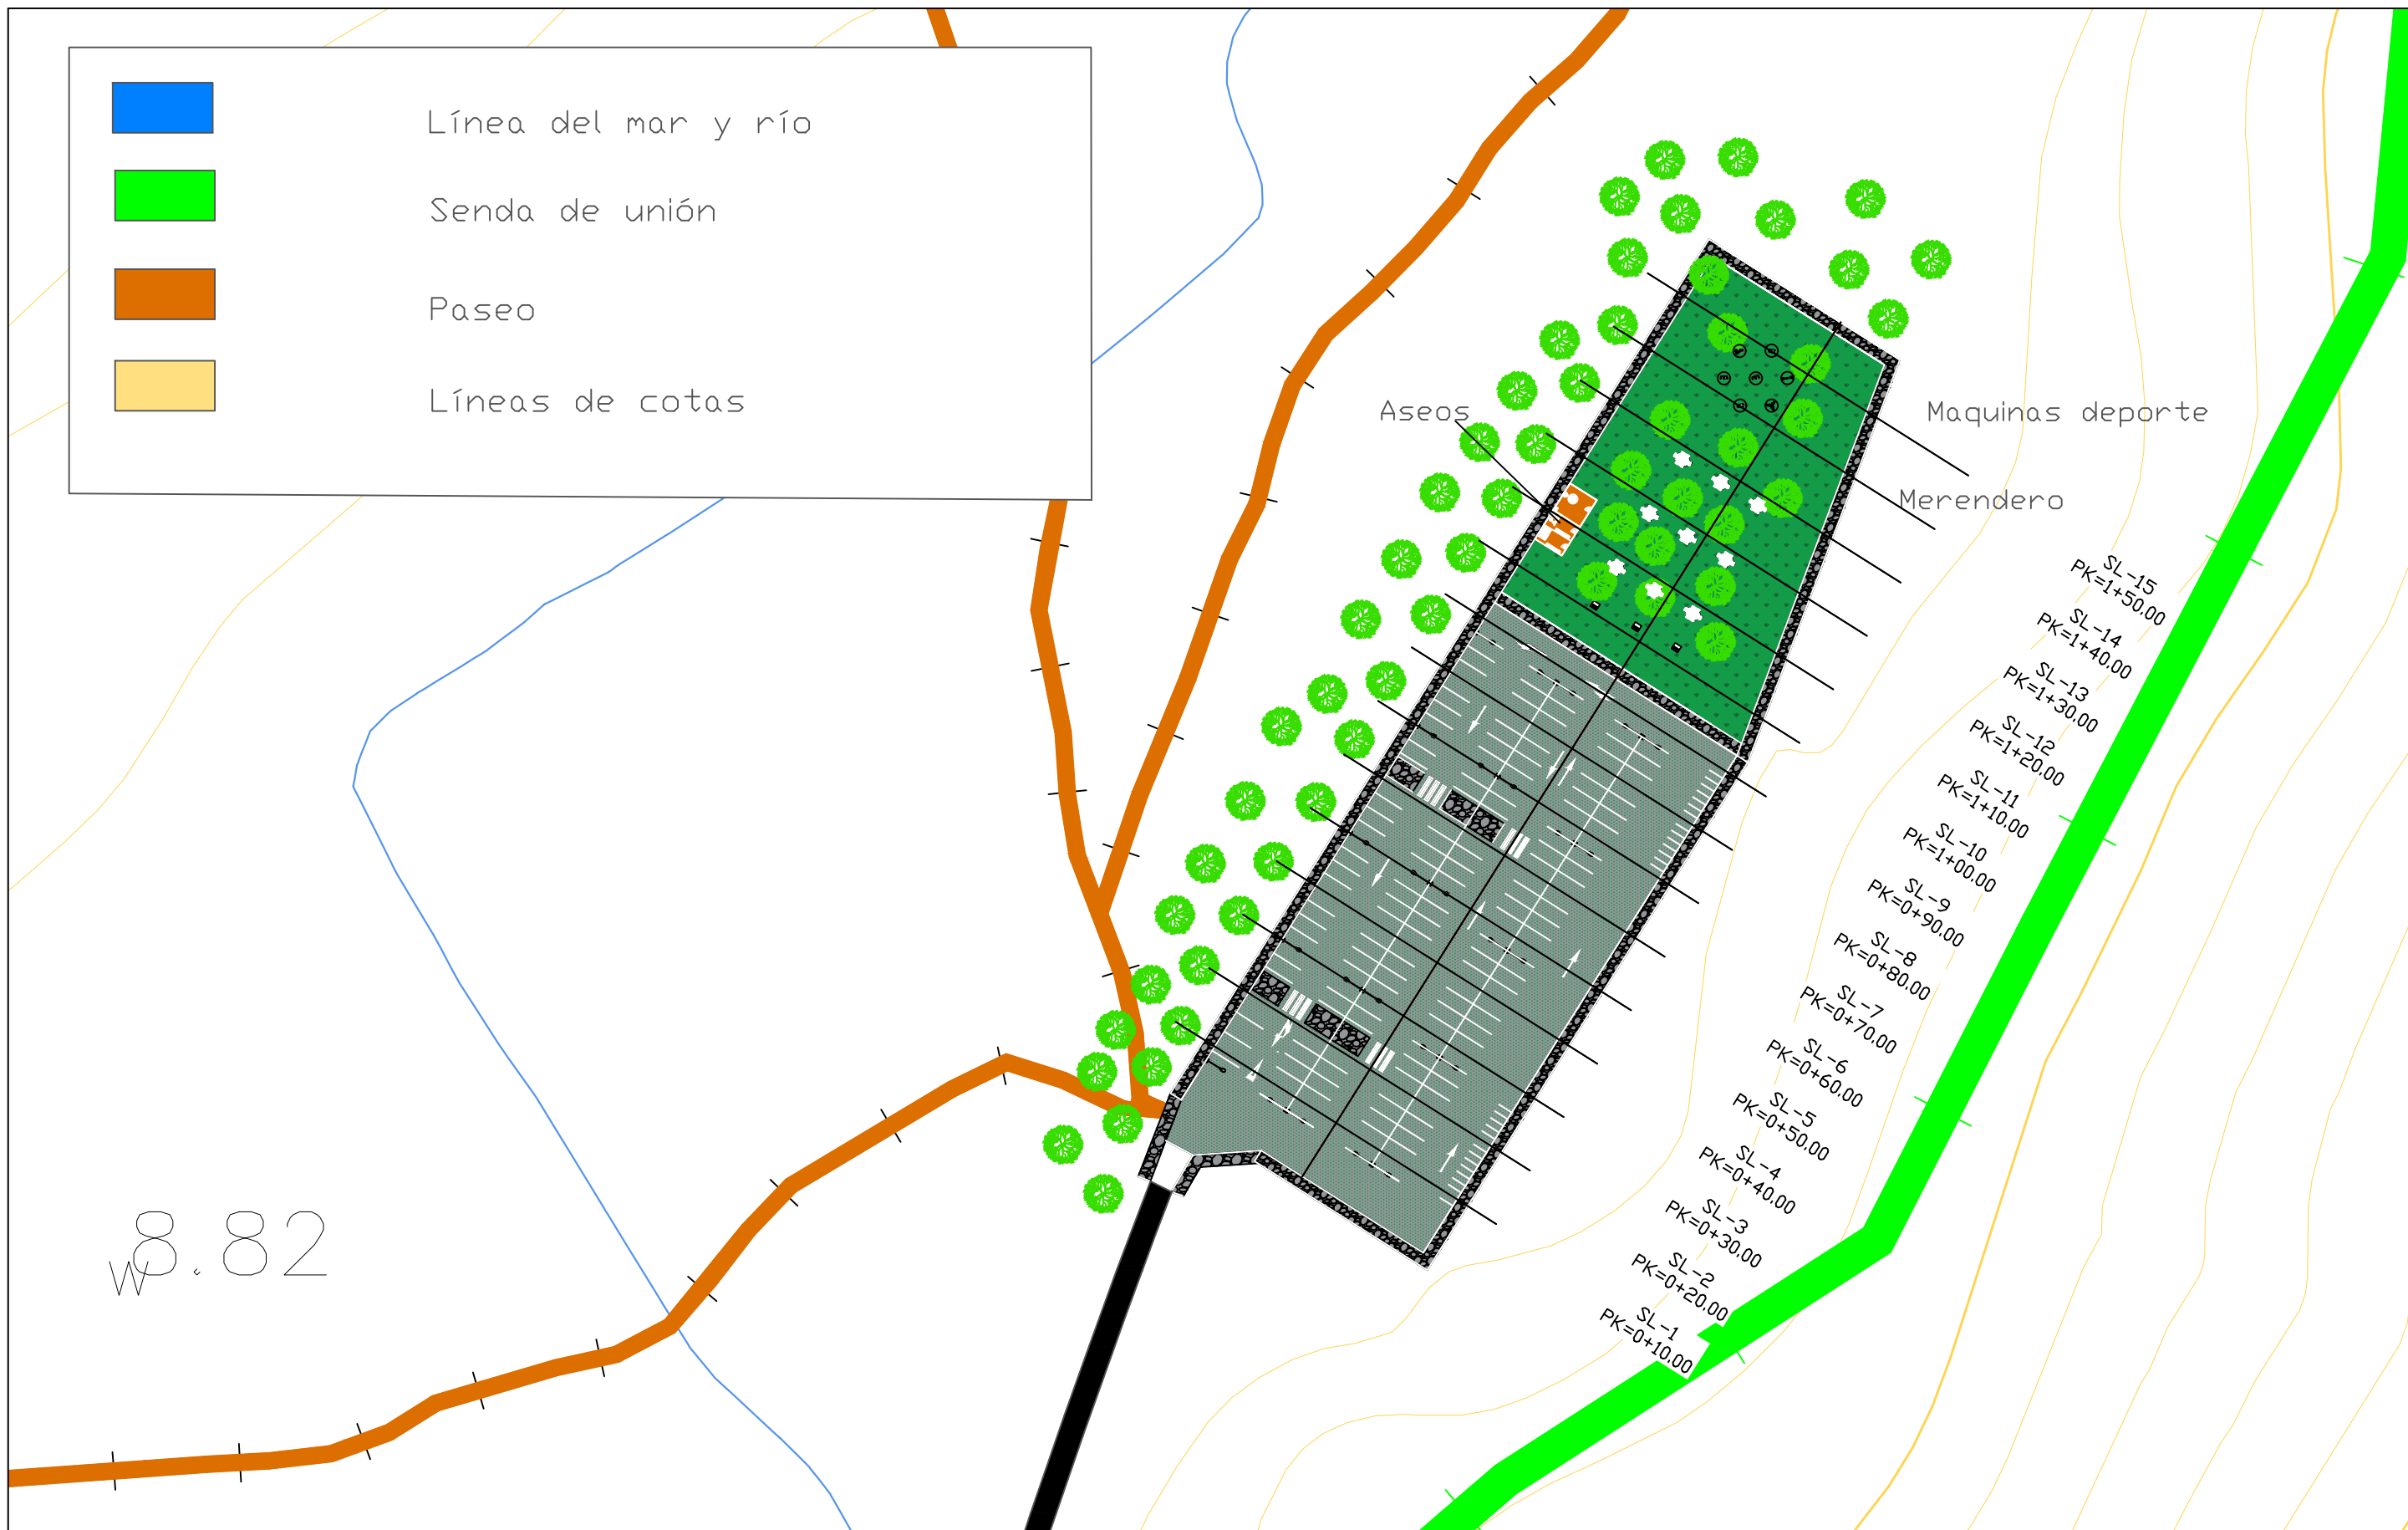 Línea del mar y río
Senda de unión
Paseo
Líneas de cotas
Aseos
Maquinas deporte
Merendero
SL-15
PK=1+50.00
SL-14
PK=1+40.00
SL-13
PK=1+30.00
SL-12
PK=1+20.00
SL-11
PK=1+10.00
SL-10
PK=1+00.00
SL-9
PK=0+90.00
SL-8
PK=0+80.00
SL-7
PK=0+70.00
SL-6
PK=0+60.00
SL-5
PK=0+50.00
SL-4
PK=0+40.00
SL-3
PK=0+30.00
SL-2
PK=0+20.00
SL-1
PK=0+10.00
8.82
W